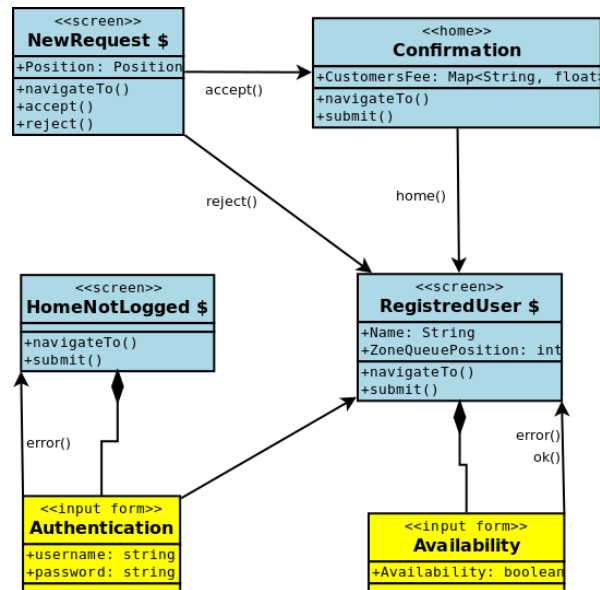 <<screen>>
NewRequest $
+Position: Position
+navigateTo()
+accept()
+reject()
accept()
<<home>>
Confirmation
+CustomersFee: Map<String, float>
+navigateTo()
+submit()
reject()
home()
<<screen>>
HomeNotLogged $
+navigateTo()
+submit()
<<screen>>
RegistredUser $
+Name: String
+ZoneQueuePosition: int
+navigateTo()
+submit()
error()
error()
ok()
<<input form>>
Authentication
+username: string
+password: string
<<input form>>
Availability
+Availability: boolean